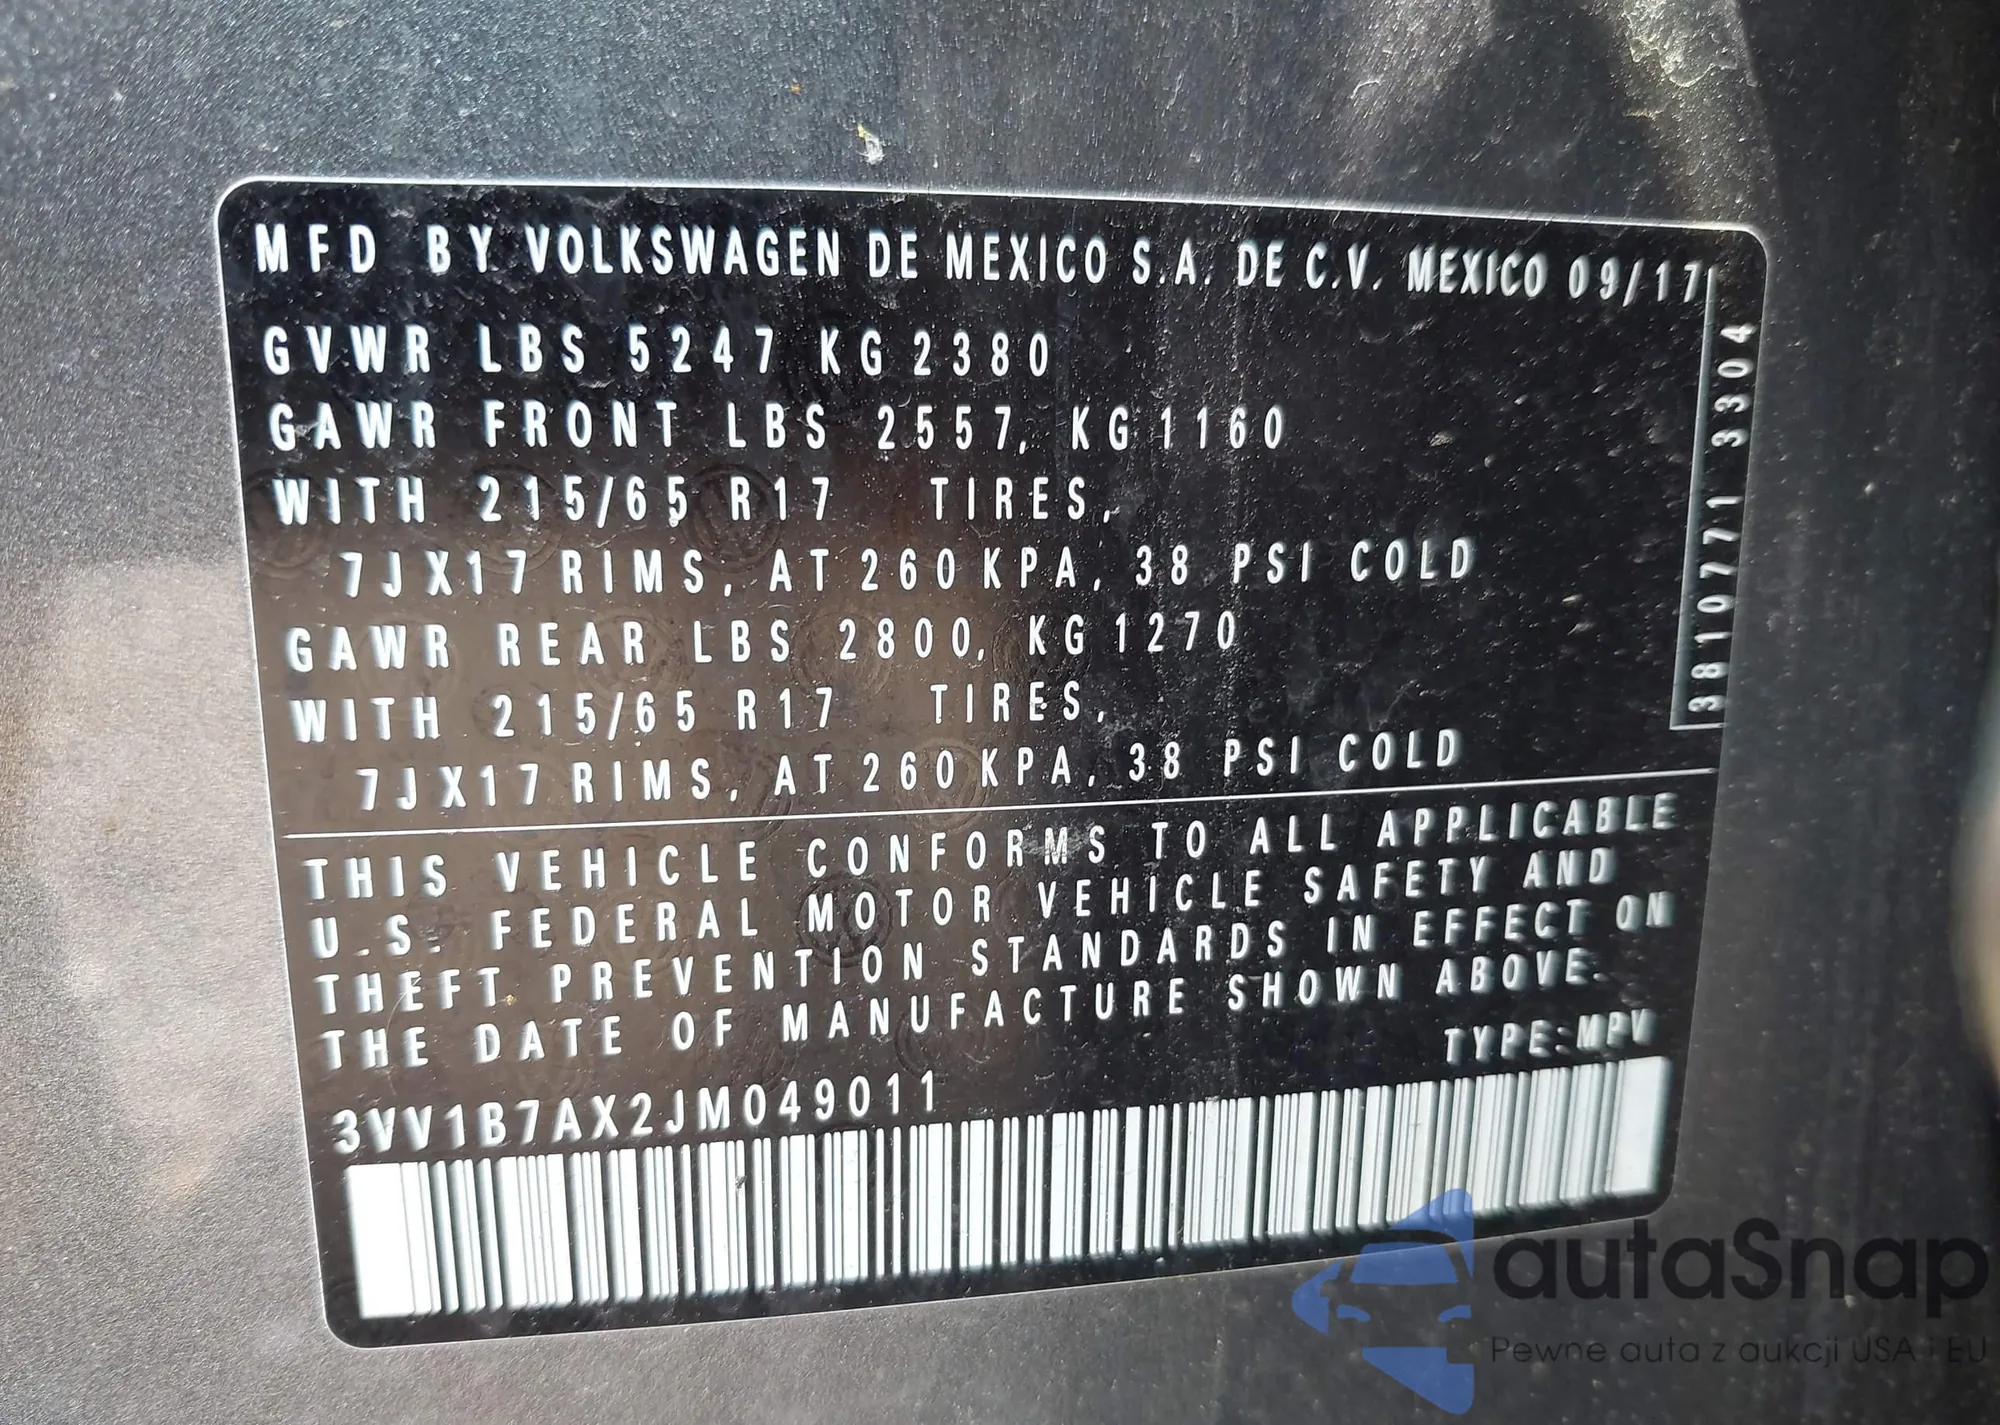 MFD BY VOLKSWAGEN DE MEXICO S.A. DE C.V. MEXICO 09/17
GVWR LBS 5247 KG 2380
GAWR FRONT LBS 2557, KG 1160
WITH 215/65 R17 TIRES,
7JX17 RIMS, AT 260 KPA, 38 PSI COLD
GAWR REAR LBS 2800, KG 1270
WITH 215/65 R17 TIRES,
7JX17 RIMS, AT 260 KPA, 38 PSI COLD
3810771 3304
THIS VEHICLE CONFORMS TO ALL APPLICABLE
U.S. FEDERAL MOTOR VEHICLE SAFETY AND
THEFT PREVENTION STANDARDS IN EFFECT ON
THE DATE OF MANUFACTURE SHOWN ABOVE.
TYPE: MPV
3VV1B7AX2JM049011
autaSnap
Pewne auta z aukcji USA i EU